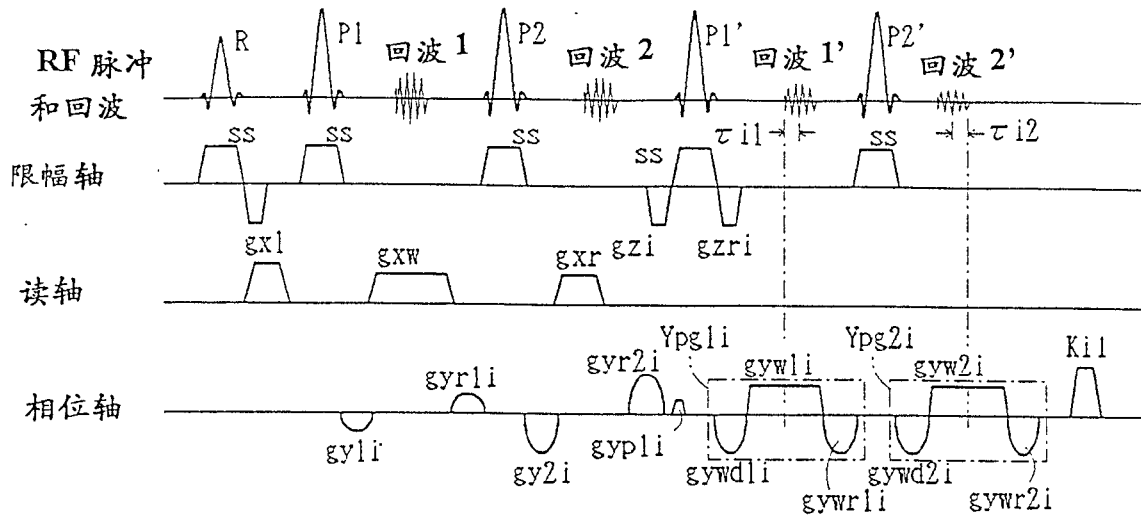 RF 脉冲
和回波
R
P1
回波 1
P2
回波 2
P1'
回波 1'
P2'
回波 2'
τi1
τi2
限幅轴
ss
ss
ss
ss
ss
gzi
gzri
读轴
gx1
gxw
gxr
相位轴
gy1i
gyr1i
gy2i
gyr2i
gyp1i
Ypg1i
gyw1i
gywd1i
gywr1i
Ypg2i
gyw2i
gywd2i
gywr2i
Ki1